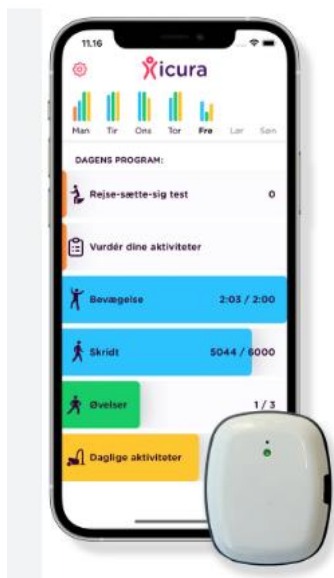 11.16
icura
Man Tir Ons Tor Fre Lør Søn
DAGENS PROGRAM:
Rejse-sætte-sig test 0
Vurdér dine aktiviteter
Bevægelse 2:03 / 2:00
Skridt 5044 / 6000
Øvelser 1 / 3
Daglige aktiviteter